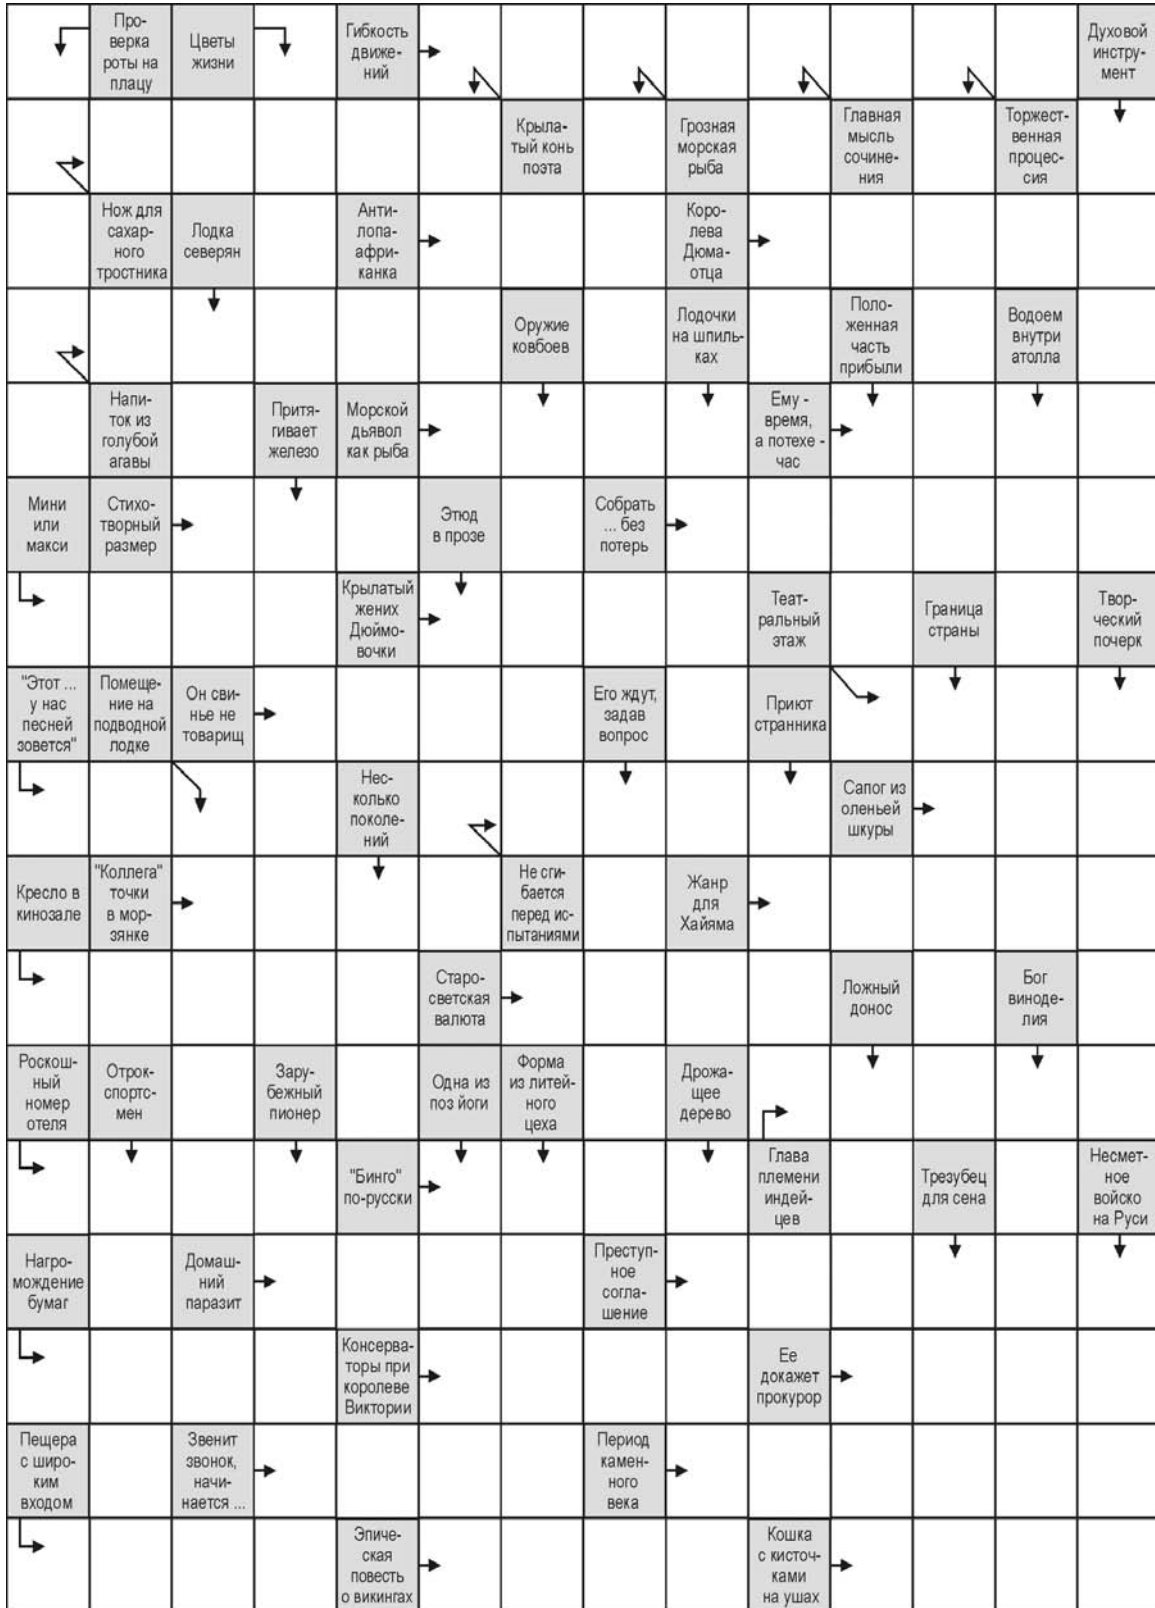 Про-
верка
роты на
плацу
Цветы
жизни
Гибкость
движе-
ний
Духовой
инстру-
мент
Крыла-
тый конь
поэта
Грозная
морская
рыба
Главная
мысль
сочине-
ния
Торжест-
венная
процес-
сия
Нож для
сахар-
ного
тростника
Лодка
северян
Анти-
лопа-
афри-
канка
Коро-
лева
Дюма-
отца
Оружие
ковбоев
Лодочки
на шпиль-
ках
Поло-
женная
часть
прибыли
Водоем
внутри
атолла
Напи-
ток из
голубой
агавы
Притя-
гивает
железо
Морской
дьявол
как рыба
Ему -
время,
а потехе -
час
Мини
или
макси
Стихо-
творный
размер
Этюд
в прозе
Собрать
... без
потерь
Крылатый
жених
Дюймо-
вочки
Теат-
ральный
этаж
Граница
страны
Твор-
ческий
почерк
"Этот ...
у нас
песней
зовется"
Помеще-
ние на
подводной
лодке
Он сви-
нье не
товарищ
Его ждут,
задав
вопрос
Приют
странника
Нес-
колько
поколе-
ний
Сапог из
оленьей
шкуры
Кресло в
кинозале
"Коллега"
точки
в мор-
зянке
Не сги-
бается
перед ис-
пытаниями
Жанр
для
Хайяма
Старо-
светская
валюта
Ложный
донос
Бог
виноде-
лия
Роскош-
ный
номер
отеля
Отрок-
спортс-
мен
Зару-
бежный
пионер
Одна из
поз йоги
Форма
из литей-
ного
цеха
Дрожа-
щее
дерево
"Бинго"
по-русски
Глава
племени
индей-
цев
Трезубец
для сена
Несмет-
ное
войско
на Руси
Нагро-
мождение
бумаг
Домаш-
ний
паразит
Преступ-
ное
согла-
шение
Консерва-
торы при
королеве
Виктории
Ее
докажет
прокурор
Пещера
с широ-
ким
входом
Звенит
звонок,
начи-
нается ...
Период
камен-
ного
века
Эпиче-
ская
повесть
о викингах
Кошка
с кисточ-
ками
на ушах